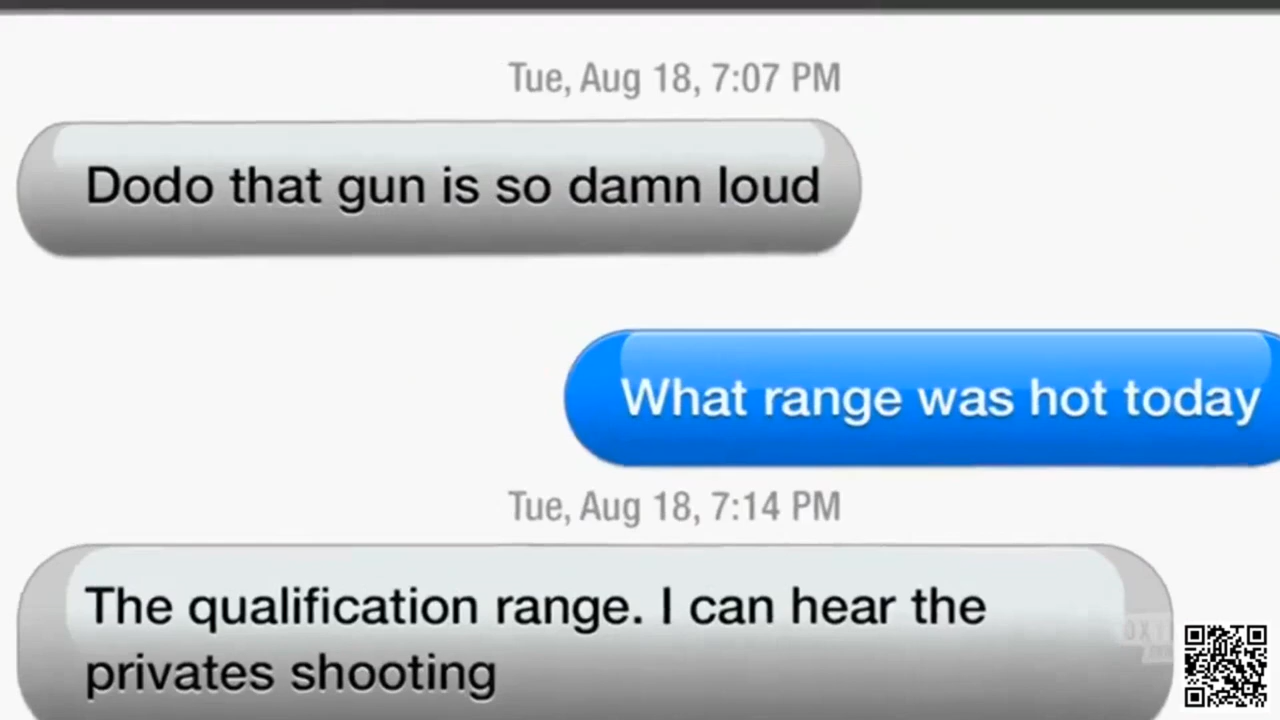 Tue, Aug 18, 7:07 PM
Dodo that gun is so damn loud
What range was hot today
Tue, Aug 18, 7:14 PM
The qualification range. I can hear the
privates shooting